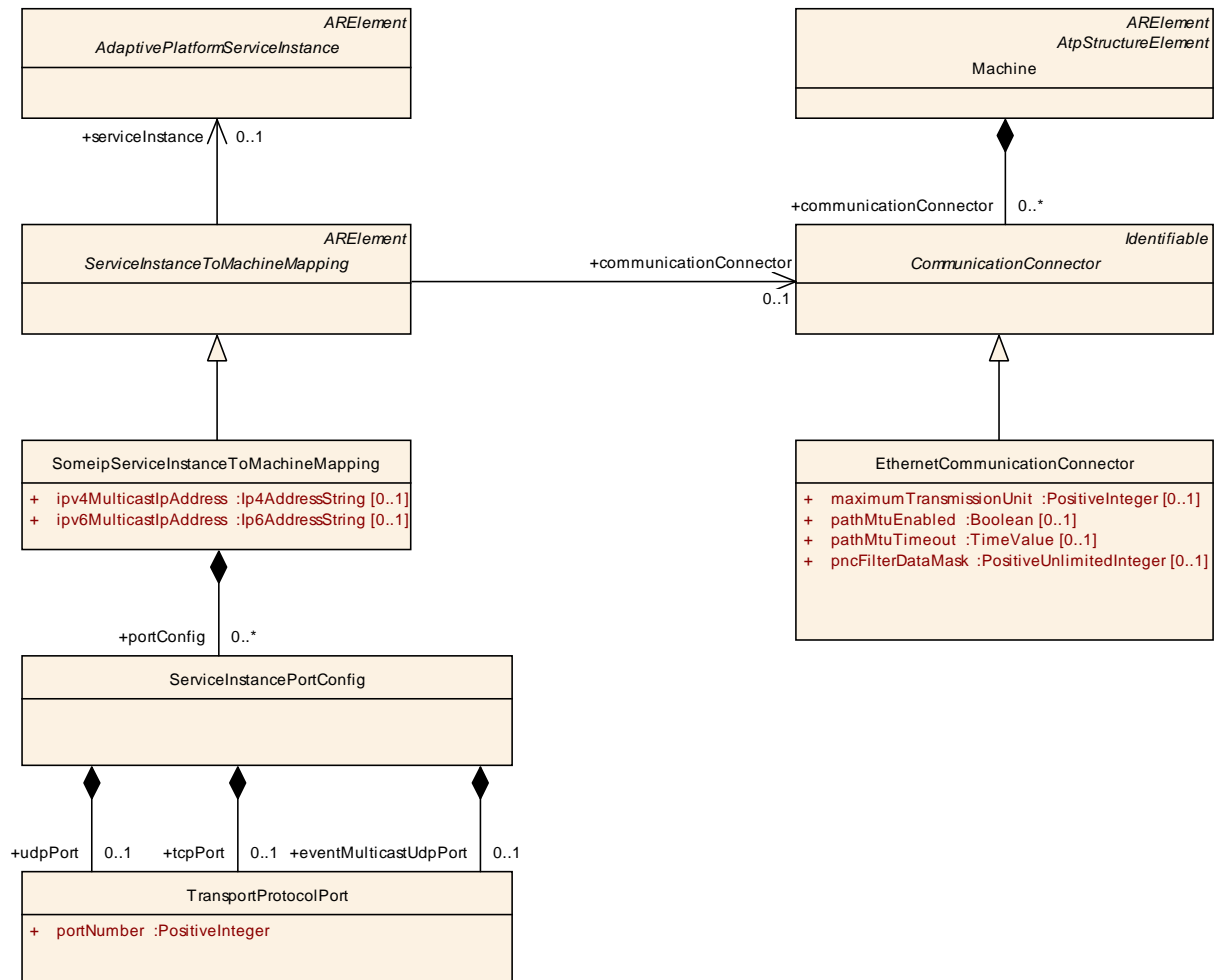 ARElement
AdaptivePlatformServiceInstance
ARElement
AtpStructureElement
Machine
+serviceInstance 0..1
+communicationConnector 0..*
ARElement
ServiceInstanceToMachineMapping
+communicationConnector
0..1
Identifiable
CommunicationConnector
SomeipServiceInstanceToMachineMapping
+ ipv4MulticastIpAddress :Ip4AddressString [0..1]
+ ipv6MulticastIpAddress :Ip6AddressString [0..1]
EthernetCommunicationConnector
+ maximumTransmissionUnit :PositiveInteger [0..1]
+ pathMtuEnabled :Boolean [0..1]
+ pathMtuTimeout :TimeValue [0..1]
+ pncFilterDataMask :PositiveUnlimitedInteger [0..1]
+portConfig 0..*
ServiceInstancePortConfig
+udpPort 0..1 +tcpPort 0..1 +eventMulticastUdpPort 0..1
TransportProtocolPort
+ portNumber :PositiveInteger